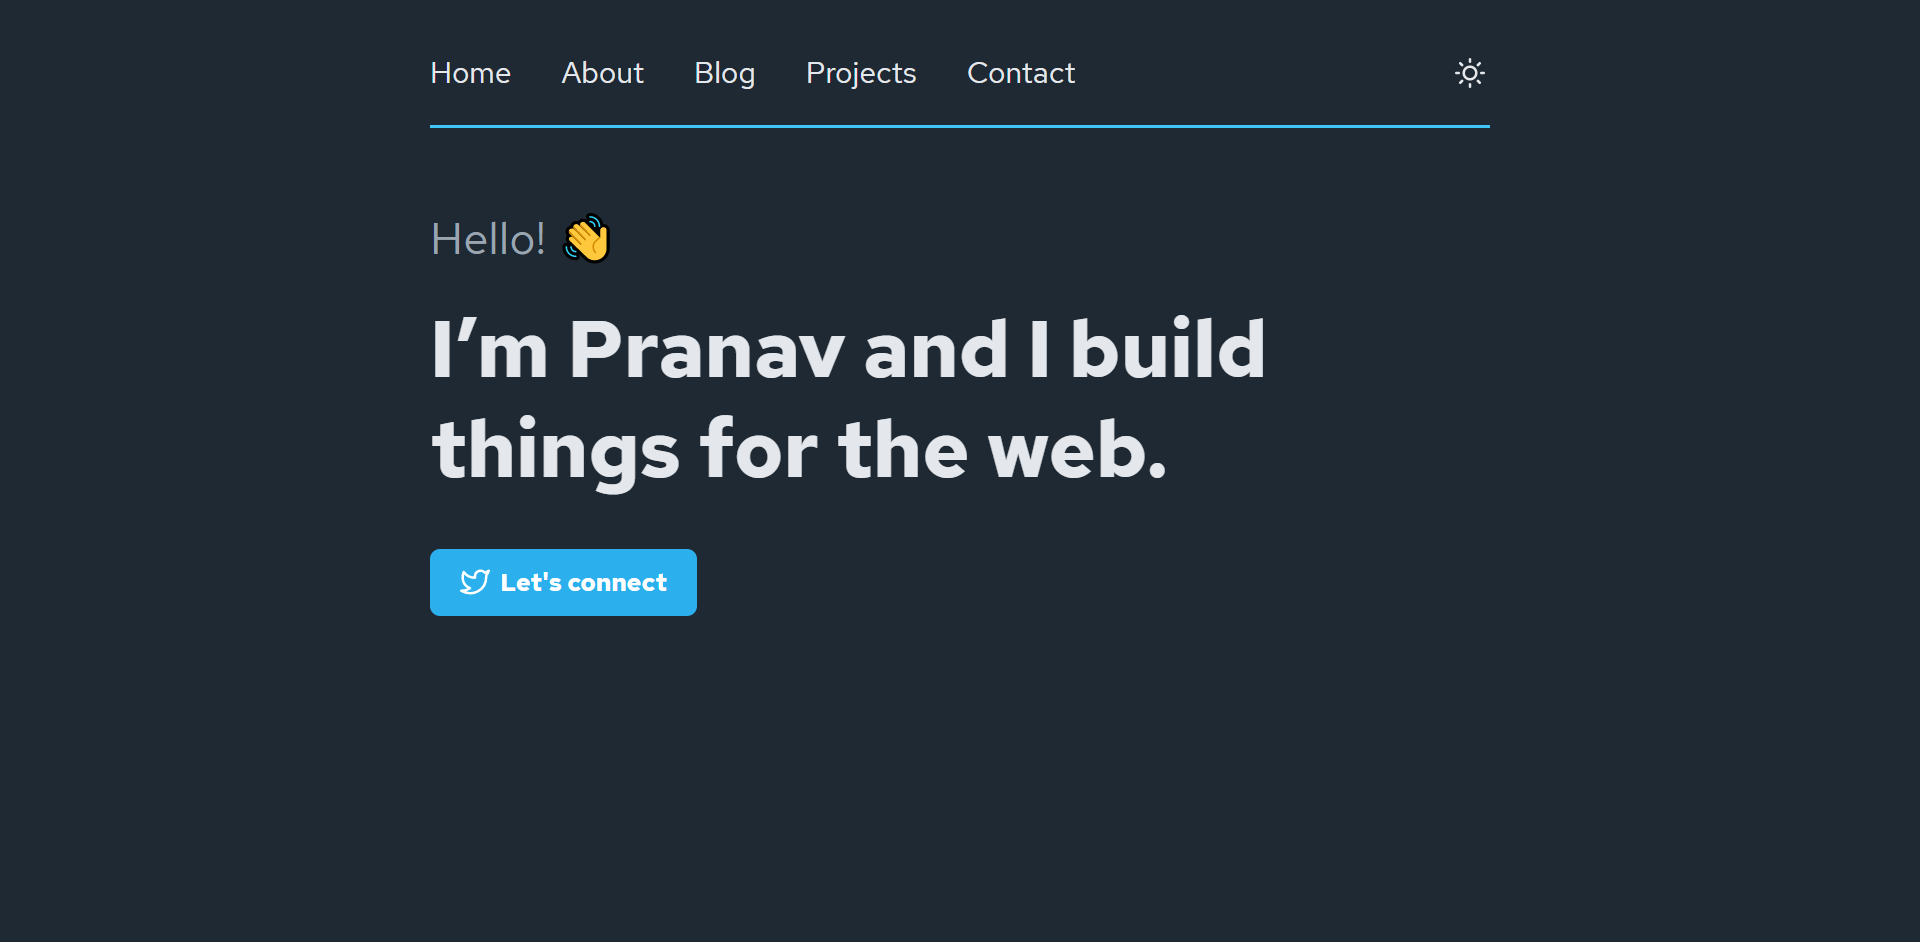 Home About Blog Projects Contact
Hello! 👋
I’m Pranav and I build
things for the web.
Let's connect